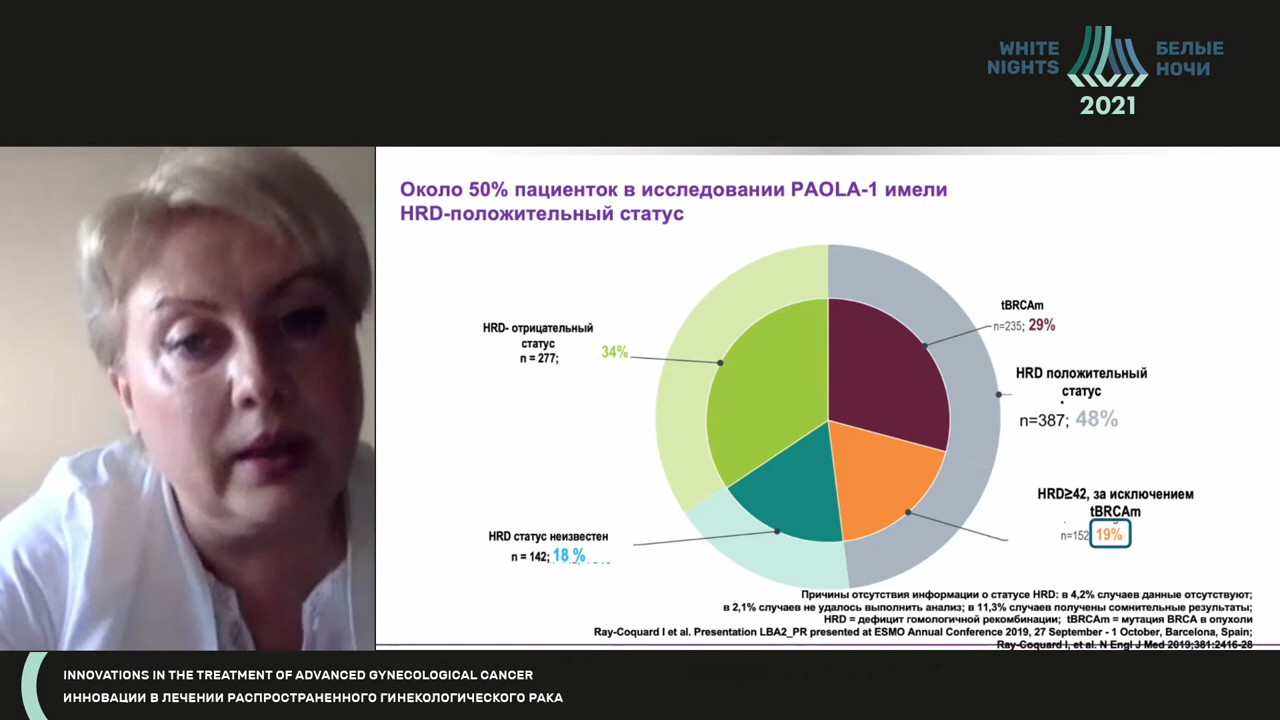 WHITE
NIGHTS
БЕЛЫЕ
НОЧИ
2021
Около 50% пациенток в исследовании PAOLA-1 имели
HRD-положительный статус
tBRCAm
n=235; 29%
HRD- отрицательный
статус
n = 277; 34%
HRD положительный
статус
n=387; 48%
HRD≥42, за исключением
tBRCAm
n=152 19%
HRD статус неизвестен
n = 142; 18 %
Причины отсутствия информации о статусе HRD: в 4,2% случаев данные отсутствуют;
в 2,1% случаев не удалось выполнить анализ; в 11,3% случаев получены сомнительные результаты;
HRD = дефицит гомологичной рекомбинации; tBRCAm = мутация BRCA в опухоли
Ray-Coquard I et al. Presentation LBA2_PR presented at ESMO Annual Conference 2019, 27 September - 1 October, Barcelona, Spain;
Ray-Coquard I, et al. N Engl J Med 2019;381:2416-28
INNOVATIONS IN THE TREATMENT OF ADVANCED GYNECOLOGICAL CANCER
ИННОВАЦИИ В ЛЕЧЕНИИ РАСПРОСТРАНЕННОГО ГИНЕКОЛОГИЧЕСКОГО РАКА